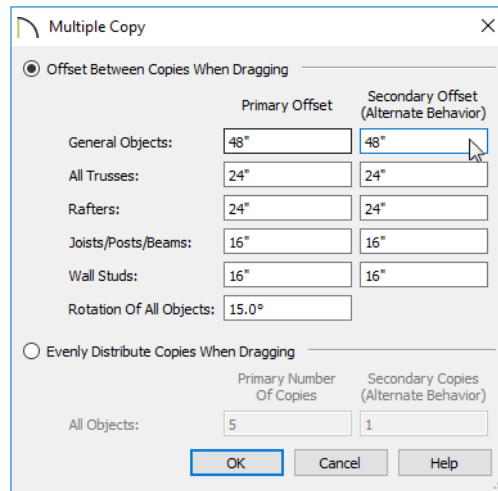 Multiple Copy
Offset Between Copies When Dragging
Primary Offset
Secondary Offset
(Alternate Behavior)
General Objects: 48" 48"
All Trusses: 24" 24"
Rafters: 24" 24"
Joists/Posts/Beams: 16" 16"
Wall Studs: 16" 16"
Rotation Of All Objects: 15.0°
Evenly Distribute Copies When Dragging
Primary Number
Of Copies
Secondary Copies
(Alternate Behavior)
All Objects: 5 1
OK Cancel Help